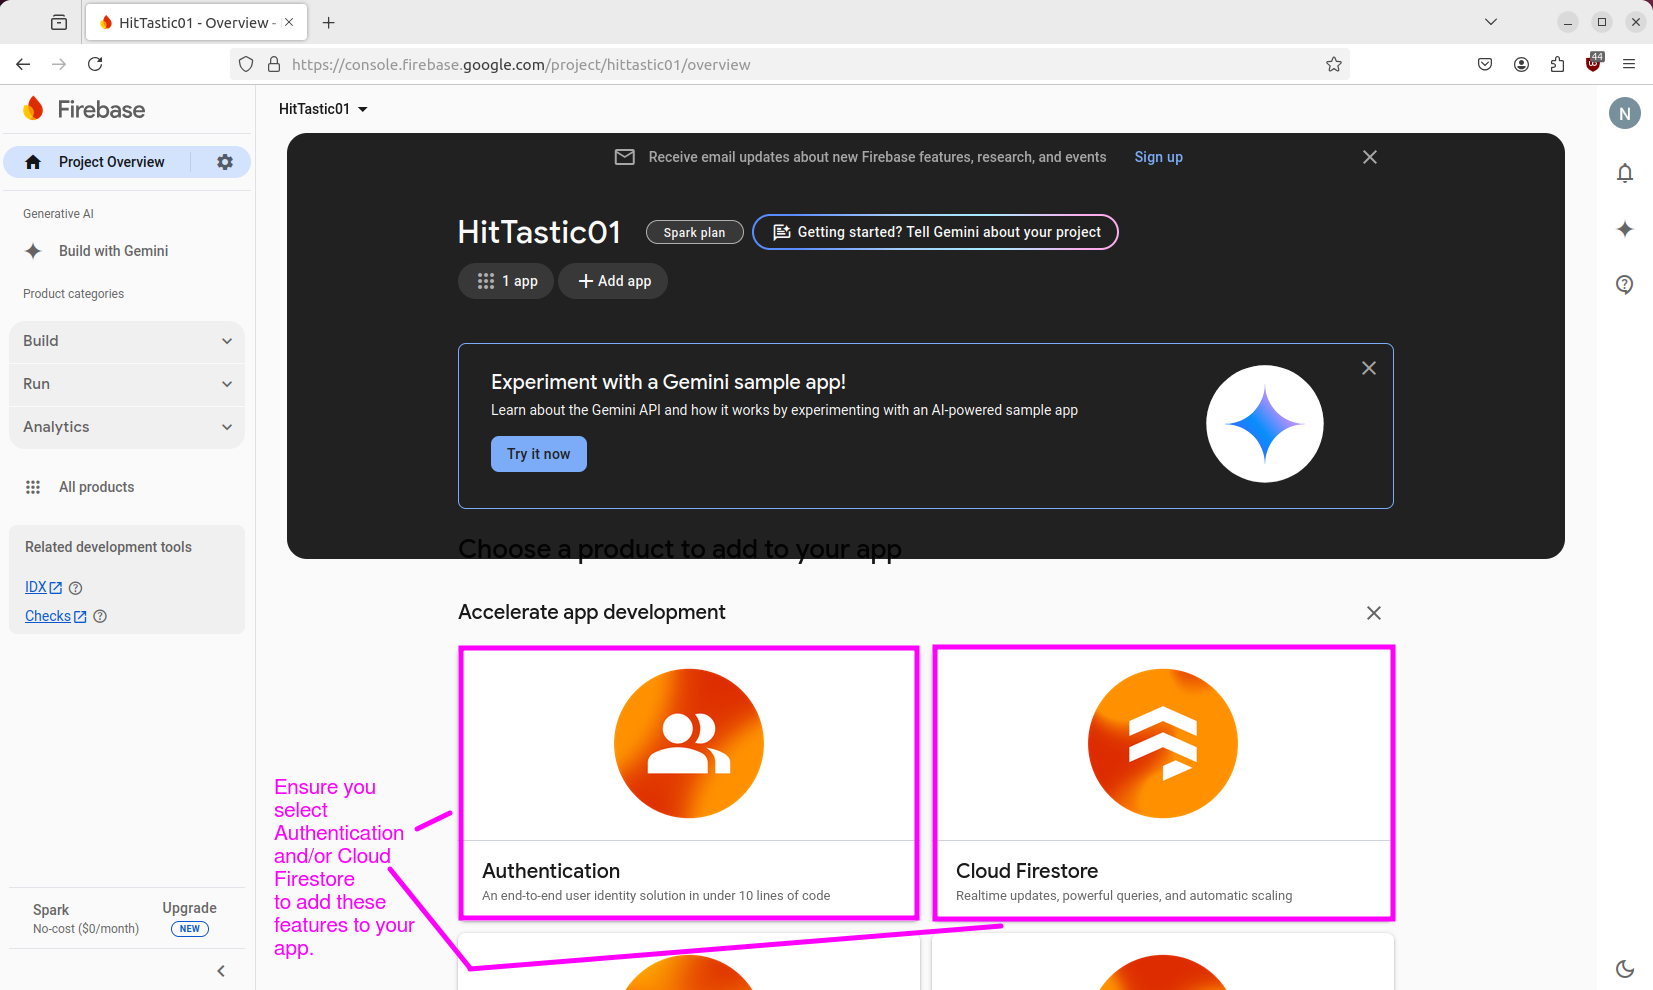 HitTastic01 - Overview -
https://console.firebase.google.com/project/hittastic01/overview
44
Firebase
HitTastic01
N
Project Overview
Receive email updates about new Firebase features, research, and events Sign up
Generative AI
Build with Gemini
HitTastic01
Spark plan
Getting started? Tell Gemini about your project
Product categories
1 app
Add app
Build
Run
Analytics
Experiment with a Gemini sample app!
Learn about the Gemini API and how it works by experimenting with an AI-powered sample app
Try it now
All products
Related development tools
IDX
Checks
Choose a product to add to your app
Accelerate app development
Ensure you
select
Authentication
and/or Cloud
Firestore
to add these
features to your
app.
Authentication
An end-to-end user identity solution in under 10 lines of code
Cloud Firestore
Realtime updates, powerful queries, and automatic scaling
Spark
No-cost ($0/month)
Upgrade
NEW